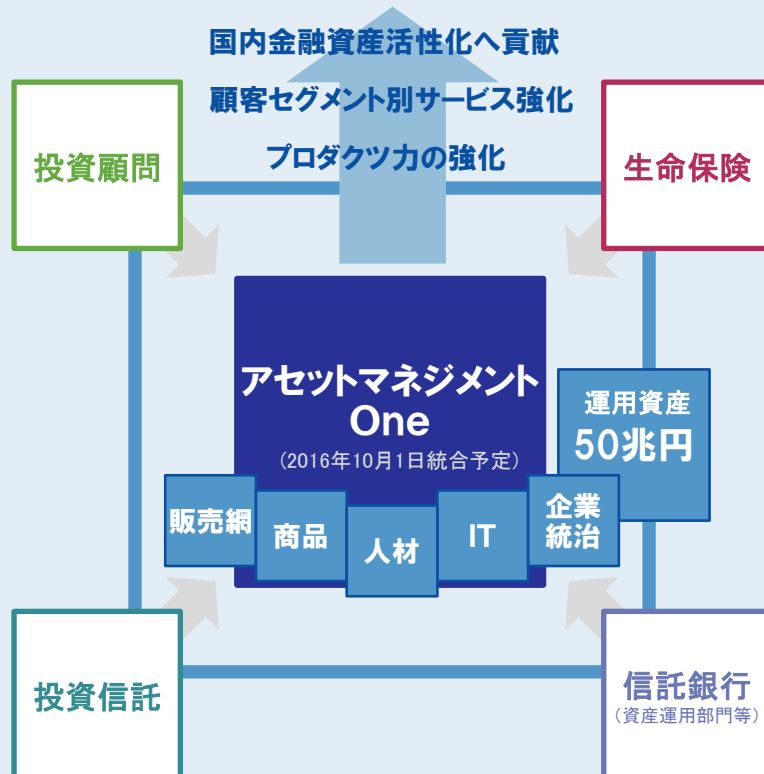 国内金融資産活性化へ貢献
顧客セグメント別サービス強化
プロダクツ力の強化
投資顧問
生命保険
アセットマネジメント
One
(2016年10月1日統合予定)
運用資産
50兆円
販売網
商品
人材
IT
企業
統治
投資信託
信託銀行
(資産運用部門等)